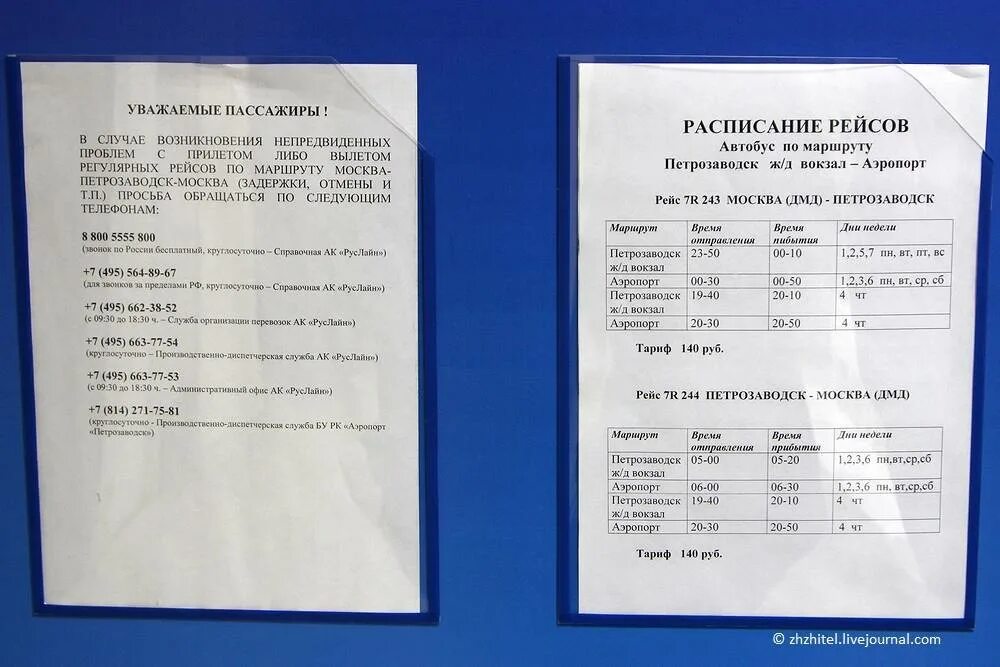 УВАЖАЕМЫЕ ПАССАЖИРЫ !
В СЛУЧАЕ ВОЗНИКНОВЕНИЯ НЕПРЕДВИДЕННЫХ
ПРОБЛЕМ С ПРИЛЕТОМ ЛИБО ВЫЛЕТОМ
РЕГУЛЯРНЫХ РЕЙСОВ ПО МАРШРУТУ МОСКВА-
ПЕТРОЗАВОДСК-МОСКВА (ЗАДЕРЖКИ, ОТМЕНЫ И
Т.П.) ПРОСЬБА ОБРАЩАТЬСЯ ПО СЛЕДУЮЩИМ
ТЕЛЕФОНАМ:
8 800 5555 800
(звонок по России бесплатный, круглосуточно – Справочная АК «РусЛайн»)
+7 (495) 564-89-67
(для звонков за пределами РФ, круглосуточно – Справочная АК «РусЛайн»)
+7 (495) 662-38-52
(с 09:30 до 18:30 ч. – Служба организации перевозок АК «РусЛайн»)
+7 (495) 663-77-54
(круглосуточно – Производственно-диспетчерская служба АК «РусЛайн»)
+7 (495) 663-77-53
(с 09:30 до 18:30 ч. – Административный офис АК «РусЛайн»)
+7 (814) 271-75-81
(круглосуточно - Производственно-диспетчерская служба БУ РК «Аэропорт
«Петрозаводск»)
РАСПИСАНИЕ РЕЙСОВ
Автобус по маршруту
Петрозаводск ж/д вокзал – Аэропорт
Рейс 7R 243 МОСКВА (ДМД) - ПЕТРОЗАВОДСК
Маршрут Время отправления Время пибытия Дни недели
Петрозаводск ж/д вокзал 23-50 00-10 1,2,5,7 пн, вт, пт, вс
Аэропорт 00-30 00-50 1,2,3,6 пн, вт, ср, сб
Петрозаводск ж/д вокзал 19-40 20-10 4 чт
Аэропорт 20-30 20-50 4 чт
Тариф 140 руб.
Рейс 7R 244 ПЕТРОЗАВОДСК - МОСКВА (ДМД)
Маршрут Время отправления Время прибытия Дни недели
Петрозаводск ж/д вокзал 05-00 05-20 1,2,3,6 пн,вт,ср,сб
Аэропорт 06-00 06-30 1,2,3,6 пн, вт,ср,сб
Петрозаводск ж/д вокзал 19-40 20-10 4 чт
Аэропорт 20-30 20-50 4 чт
Тариф 140 руб.
© zhzhitel.livejournal.com